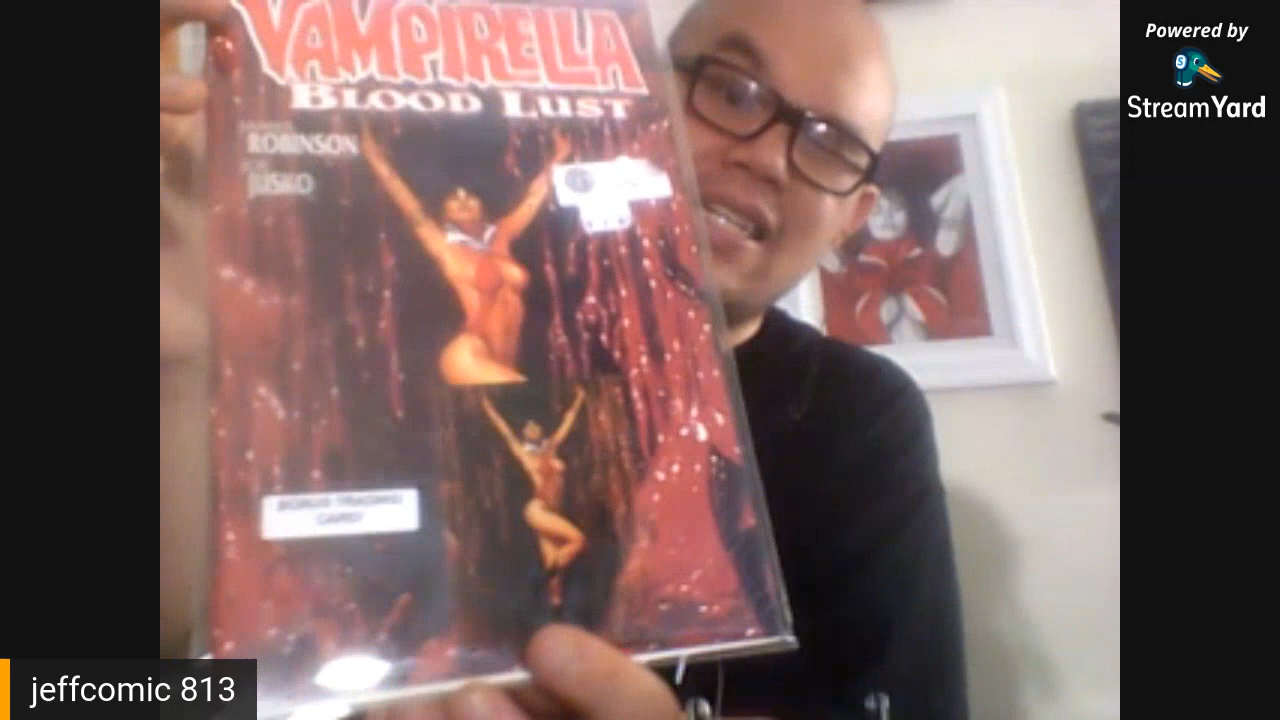 VAMPIRELLA
BLOOD LUST
ROBINSON
JUSKO
BONUS TRADING
CARD!
Powered by
StreamYard
jeffcomic 813